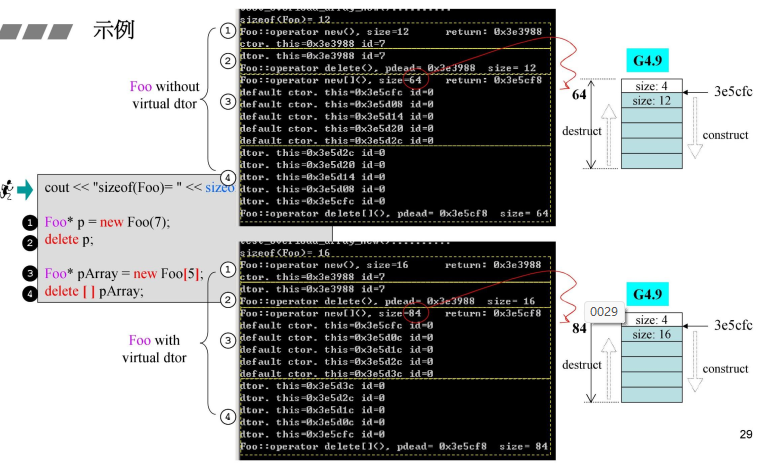 示例
sizeof(Foo)= 12
1
Foo::operator new(), size=12 return: 0x3e3988
ctor. this=0x3e3988 id=7
2
dtor. this=0x3e3988 id=7
Foo::operator delete(), pdead= 0x3e3988 size= 12
Foo without
virtual dtor
3
Foo::operator new[](), size=64 return: 0x3e5cf8
default ctor. this=0x3e5cfc id=0
default ctor. this=0x3e5d08 id=0
default ctor. this=0x3e5d14 id=0
default ctor. this=0x3e5d20 id=0
default ctor. this=0x3e5d2c id=0
4
dtor. this=0x3e5d2c id=0
dtor. this=0x3e5d20 id=0
dtor. this=0x3e5d14 id=0
dtor. this=0x3e5d08 id=0
dtor. this=0x3e5cfc id=0
Foo::operator delete[](), pdead= 0x3e5cf8 size= 64
G4.9
64
size: 4
3e5cfc
size: 12
destruct
construct
cout << "sizeof(Foo)= " << sizeo
1 Foo* p = new Foo(7);
2 delete p;
3 Foo* pArray = new Foo[5];
4 delete [ ] pArray;
sizeof(Foo)= 16
1
Foo::operator new(), size=16 return: 0x3e3988
ctor. this=0x3e3988 id=7
2
dtor. this=0x3e3988 id=7
Foo::operator delete(), pdead= 0x3e3988 size= 16
Foo with
virtual dtor
3
Foo::operator new[](), size=84 return: 0x3e5cf8
default ctor. this=0x3e5cfc id=0
default ctor. this=0x3e5d0c id=0
default ctor. this=0x3e5d1c id=0
default ctor. this=0x3e5d2c id=0
default ctor. this=0x3e5d3c id=0
4
dtor. this=0x3e5d3c id=0
dtor. this=0x3e5d2c id=0
dtor. this=0x3e5d1c id=0
dtor. this=0x3e5d0c id=0
dtor. this=0x3e5cfc id=0
Foo::operator delete[](), pdead= 0x3e5cf8 size= 84
G4.9
0029
84
size: 4
3e5cfc
size: 16
destruct
construct
29